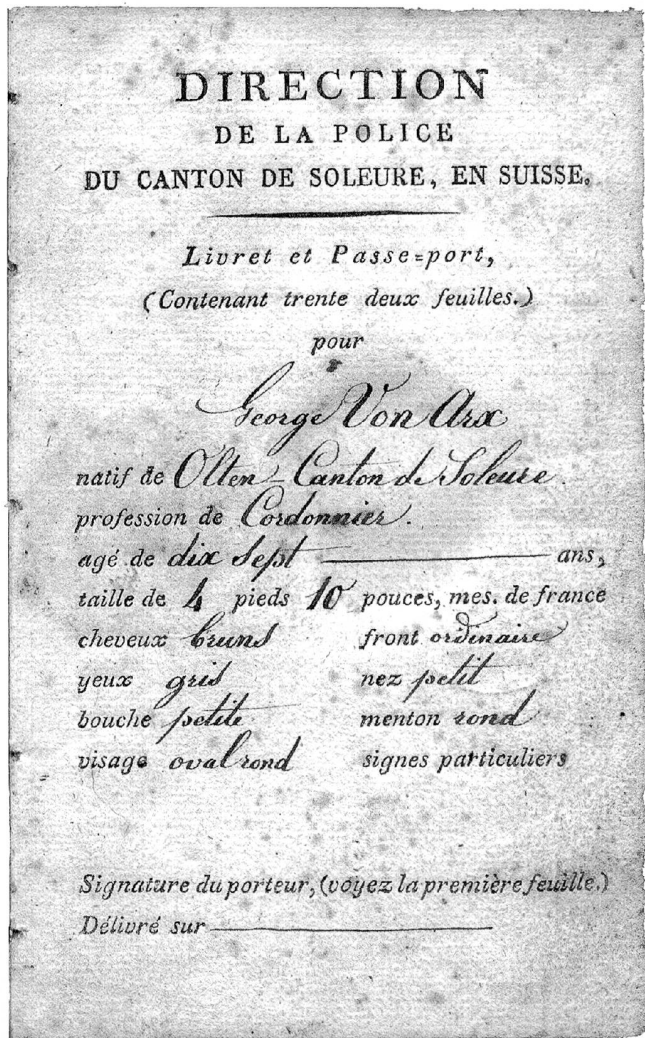 DIRECTION
DE LA POLICE
DU CANTON DE SOLEURE, EN SUISSE.
Livret et Passe=port,
(Contenant trente deux feuilles.)
pour
George Von Arx
natif de Olten - Canton de Soleure.
profession de Cordonnier.
agé de dix sept ans,
taille de 4 pieds 10 pouces, mes. de france
cheveux bruns front ordinaire
yeux gris nez petit
bouche petite menton rond
visage oval rond signes particuliers
Signature du porteur, (voyez la première feuille.)
Délivré sur